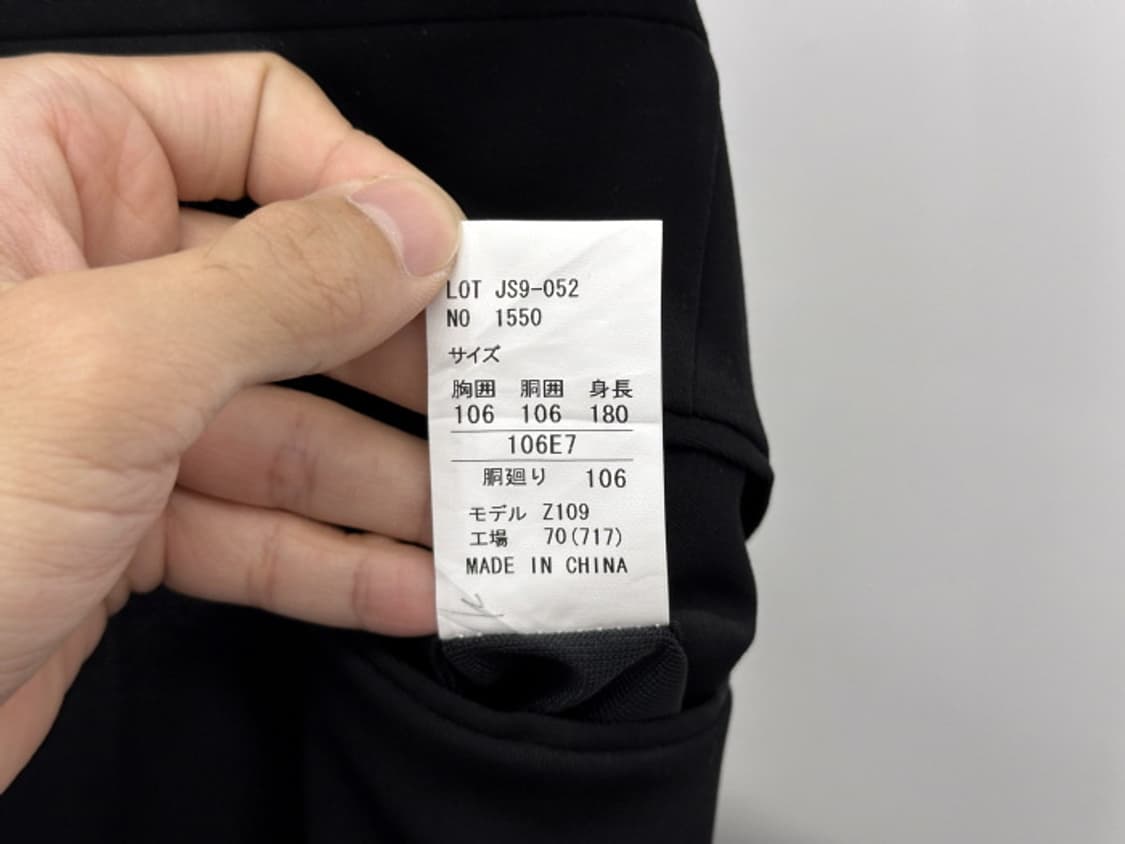 LOT JS9-052
NO 1550
サイズ
胸囲 胴囲 身長
106 106 180
106E7
胴廻り 106
モデル Z109
工場 70(717)
MADE IN CHINA